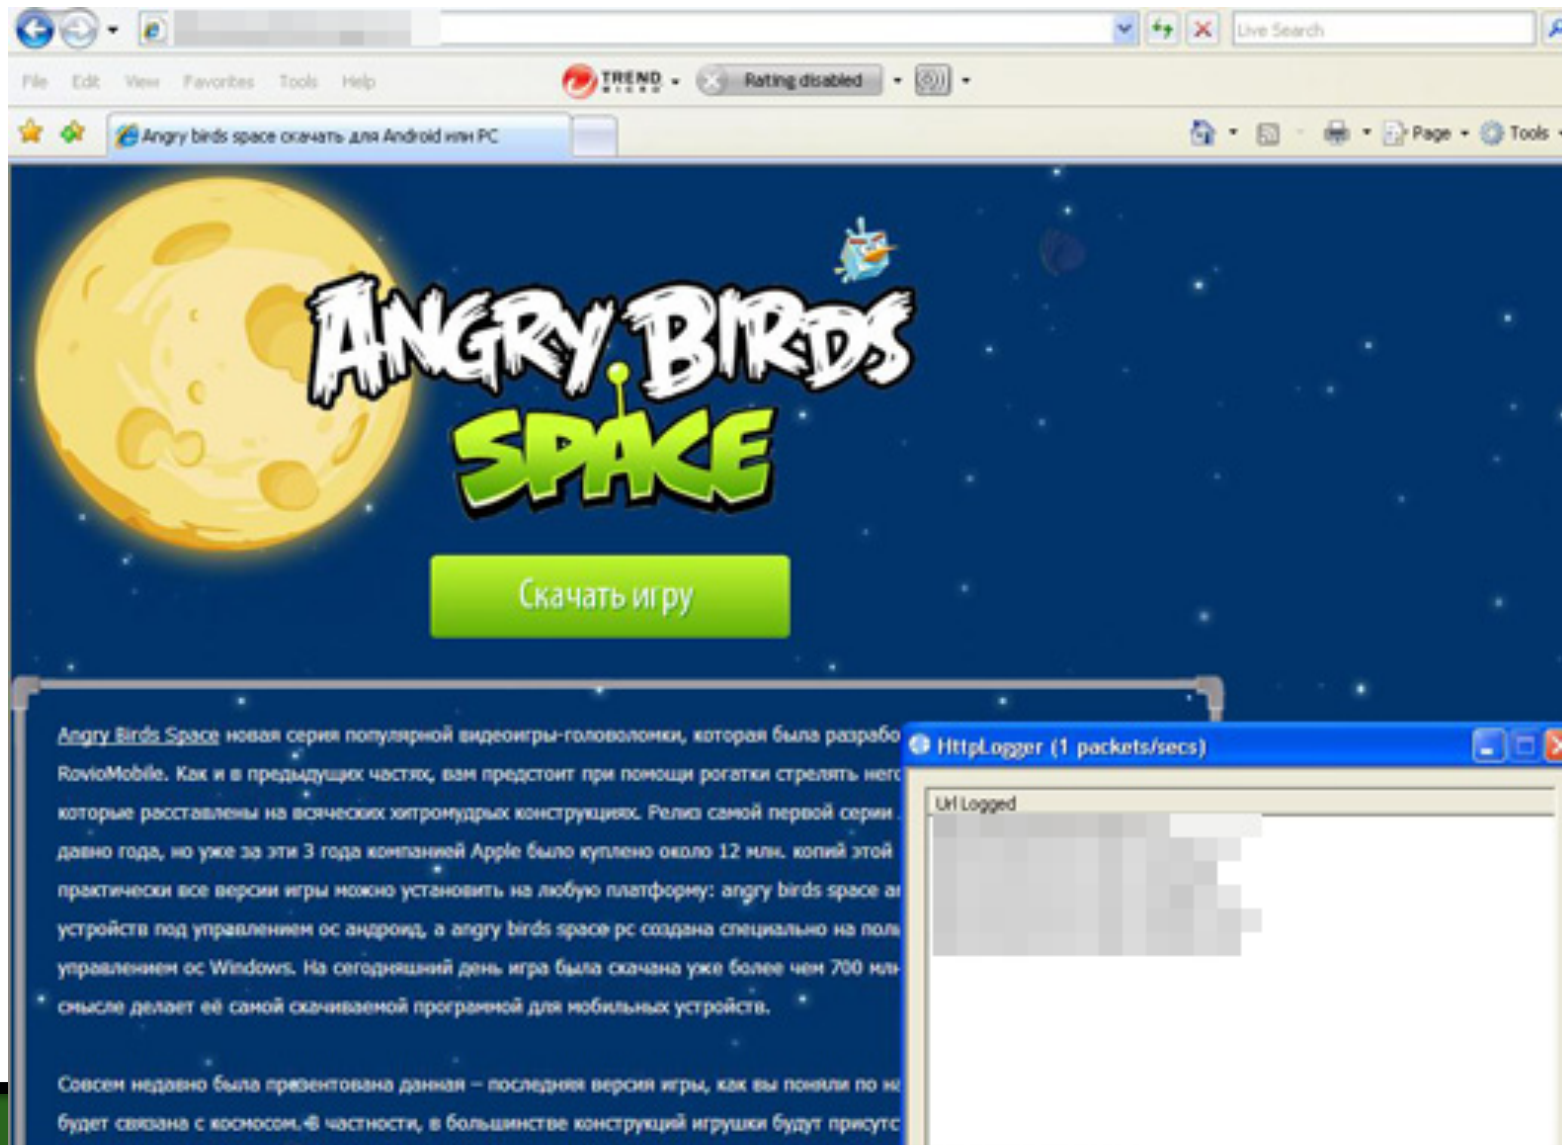 Live Search
File Edit View Favorites Tools Help TREND MICRO Rating disabled
Angry birds space скачать для Android или PC Page Tools
ANGRY BIRDS
SPACE
Скачать игру
Angry Birds Space новая серия популярной видеоигры-головоломки, которая была разрабо
RovioMobile. Как и в предыдущих частях, вам предстоит при помощи рогатки стрелять него
которые расставлены на всяческих хитромудрых конструкциях. Релиз самой первой серии
давно года, но уже за эти 3 года компанией Apple было куплено около 12 млн. копий этой
практически все версии игры можно установить на любую платформу: angry birds space an
устройств под управлением ос андроид, а angry birds space pc создана специально на поль
управлением ос Windows. На сегодняшний день игра была скачана уже более чем 700 млн
смысле делает её самой скачиваемой программой для мобильных устройств.
Совсем недавно была презентована данная – последняя версия игры, как вы поняли по на
будет связана с космосом. В частности, в большинстве конструкций игрушки будут присутс
HttpLogger (1 packets/secs)
Url Logged